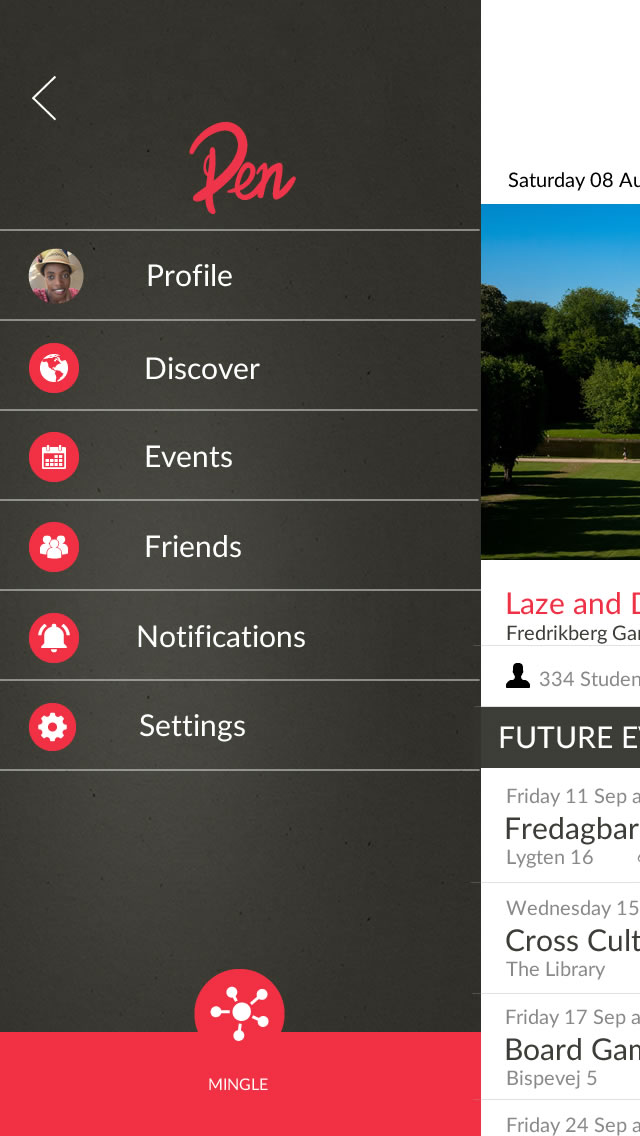 Pen
Profile
Discover
Events
Friends
Notifications
Settings
MINGLE
Saturday 08 Au
Laze and D
Fredrikberg Gar
334 Studen
FUTURE E
Friday 11 Sep a
Fredagbar
Lygten 16
Wednesday 15
Cross Cult
The Library
Friday 17 Sep a
Board Gam
Bispevej 5
Friday 24 Sep a